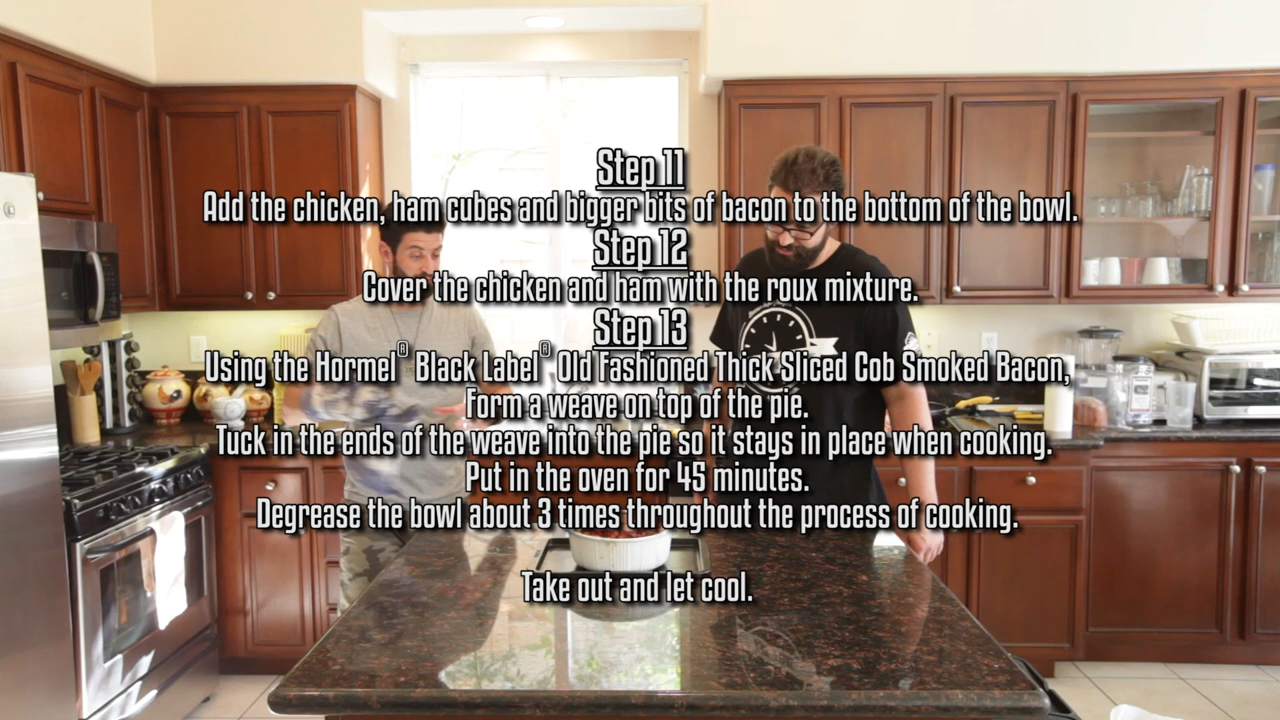 Step 11
Add the chicken, ham cubes and bigger bits of bacon to the bottom of the bowl.
Step 12
Cover the chicken and ham with the roux mixture.
Step 13
Using the Hormel® Black Label® Old Fashioned Thick Sliced Cob Smoked Bacon,
Form a weave on top of the pie.
Tuck in the ends of the weave into the pie so it stays in place when cooking.
Put in the oven for 45 minutes.
Degrease the bowl about 3 times throughout the process of cooking.
Take out and let cool.